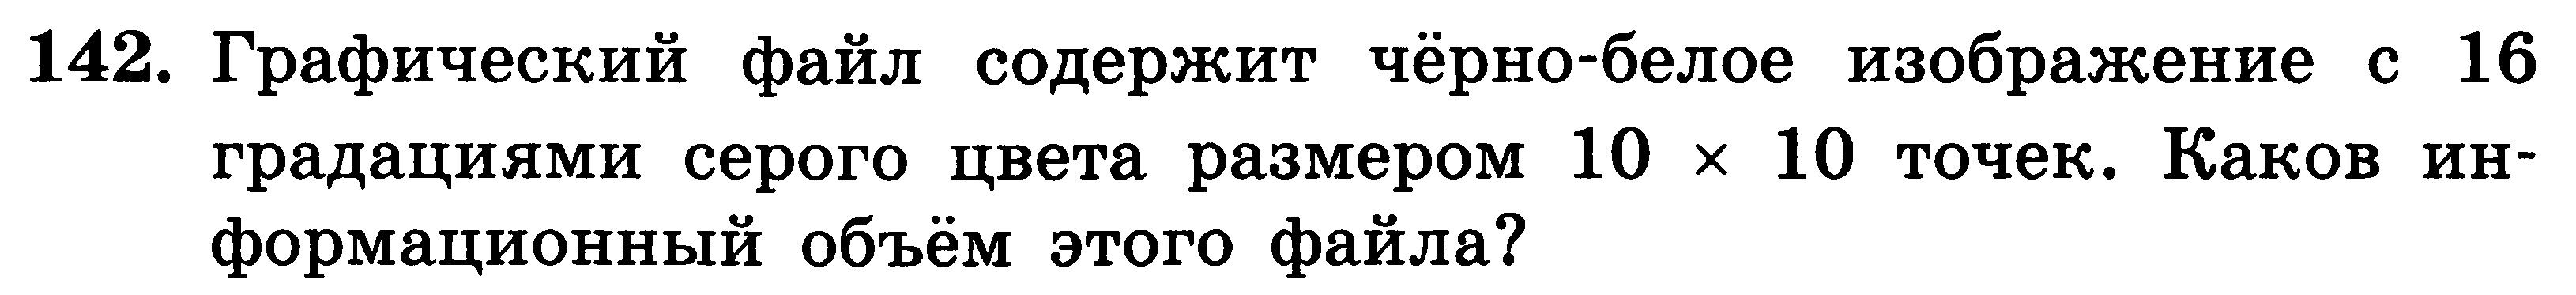 142. Графический файл содержит чёрно-белое изображение с 16
градациями серого цвета размером 10 × 10 точек. Каков ин-
формационный объём этого файла?